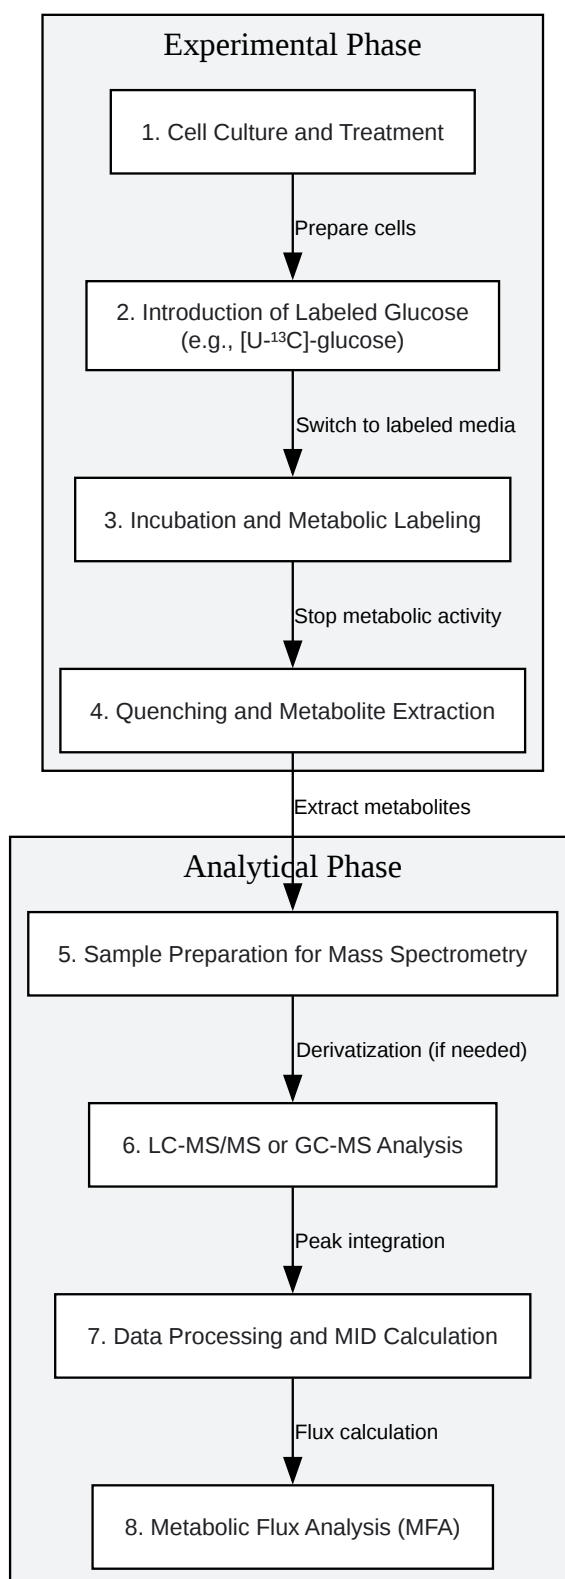 Experimental Phase
1. Cell Culture and Treatment
Prepare cells
2. Introduction of Labeled Glucose
(e.g., [U-¹³C]-glucose)
Switch to labeled media
3. Incubation and Metabolic Labeling
Stop metabolic activity
4. Quenching and Metabolite Extraction
Extract metabolites
Analytical Phase
5. Sample Preparation for Mass Spectrometry
Derivatization (if needed)
6. LC-MS/MS or GC-MS Analysis
Peak integration
7. Data Processing and MID Calculation
Flux calculation
8. Metabolic Flux Analysis (MFA)